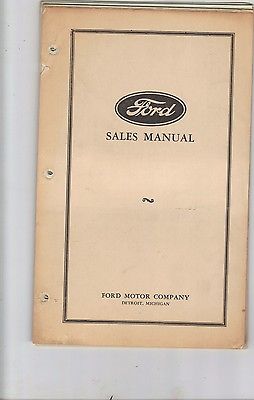 Ford
SALES MANUAL
FORD MOTOR COMPANY
DETROIT, MICHIGAN